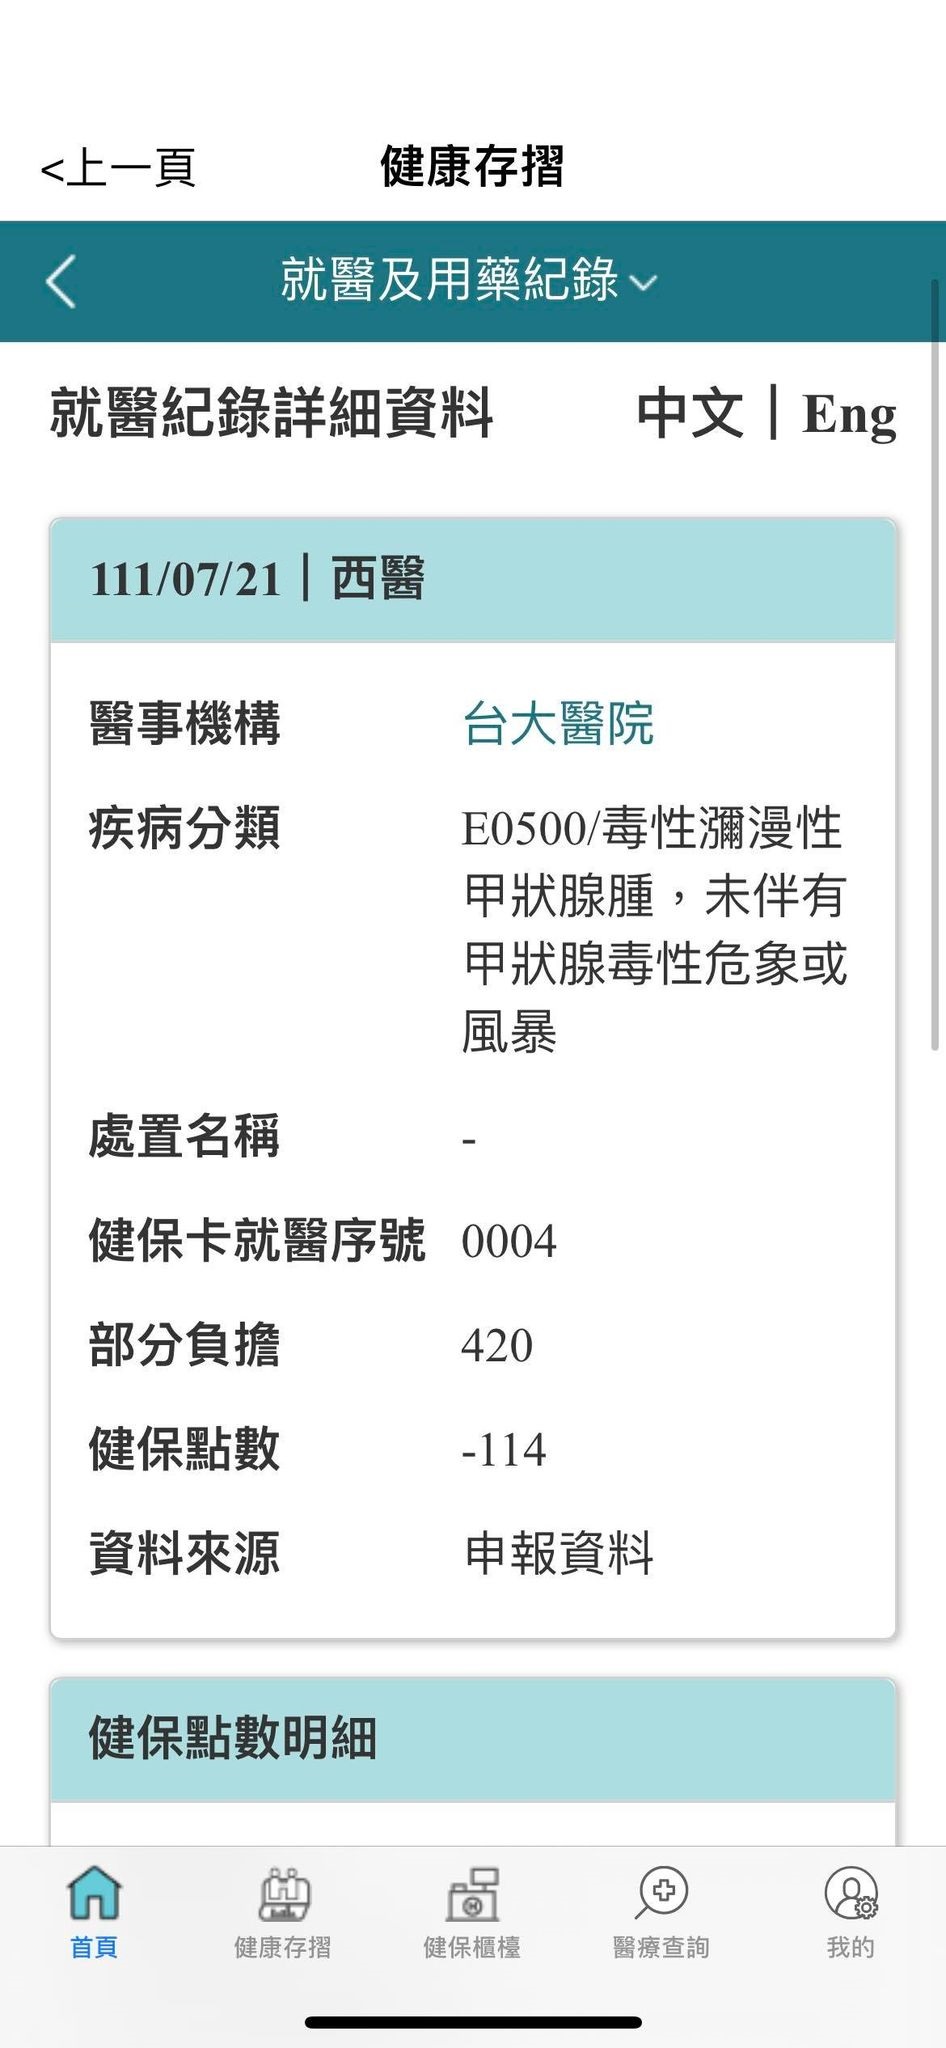 <上一頁 健康存摺
就醫及用藥紀錄
就醫紀錄詳細資料 中文｜Eng
111/07/21｜西醫
醫事機構 台大醫院
疾病分類 E0500/毒性瀰漫性
甲狀腺腫，未伴有
甲狀腺毒性危象或
風暴
處置名稱 -
健保卡就醫序號 0004
部分負擔 420
健保點數 -114
資料來源 申報資料
健保點數明細
首頁 健康存摺 健保櫃檯 醫療查詢 我的